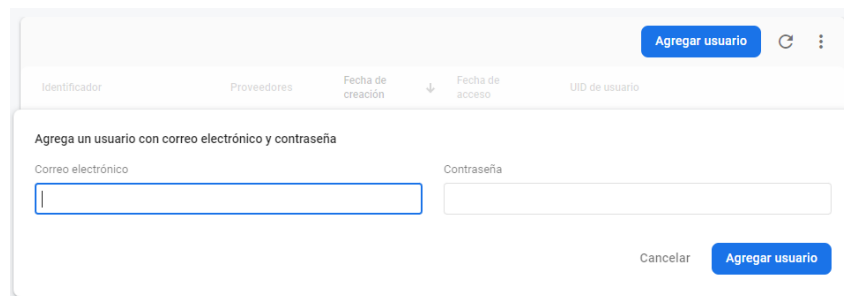 Agregar usuario
Identificador Proveedores Fecha de creación Fecha de acceso UID de usuario
Agrega un usuario con correo electrónico y contraseña
Correo electrónico Contraseña
Cancelar Agregar usuario